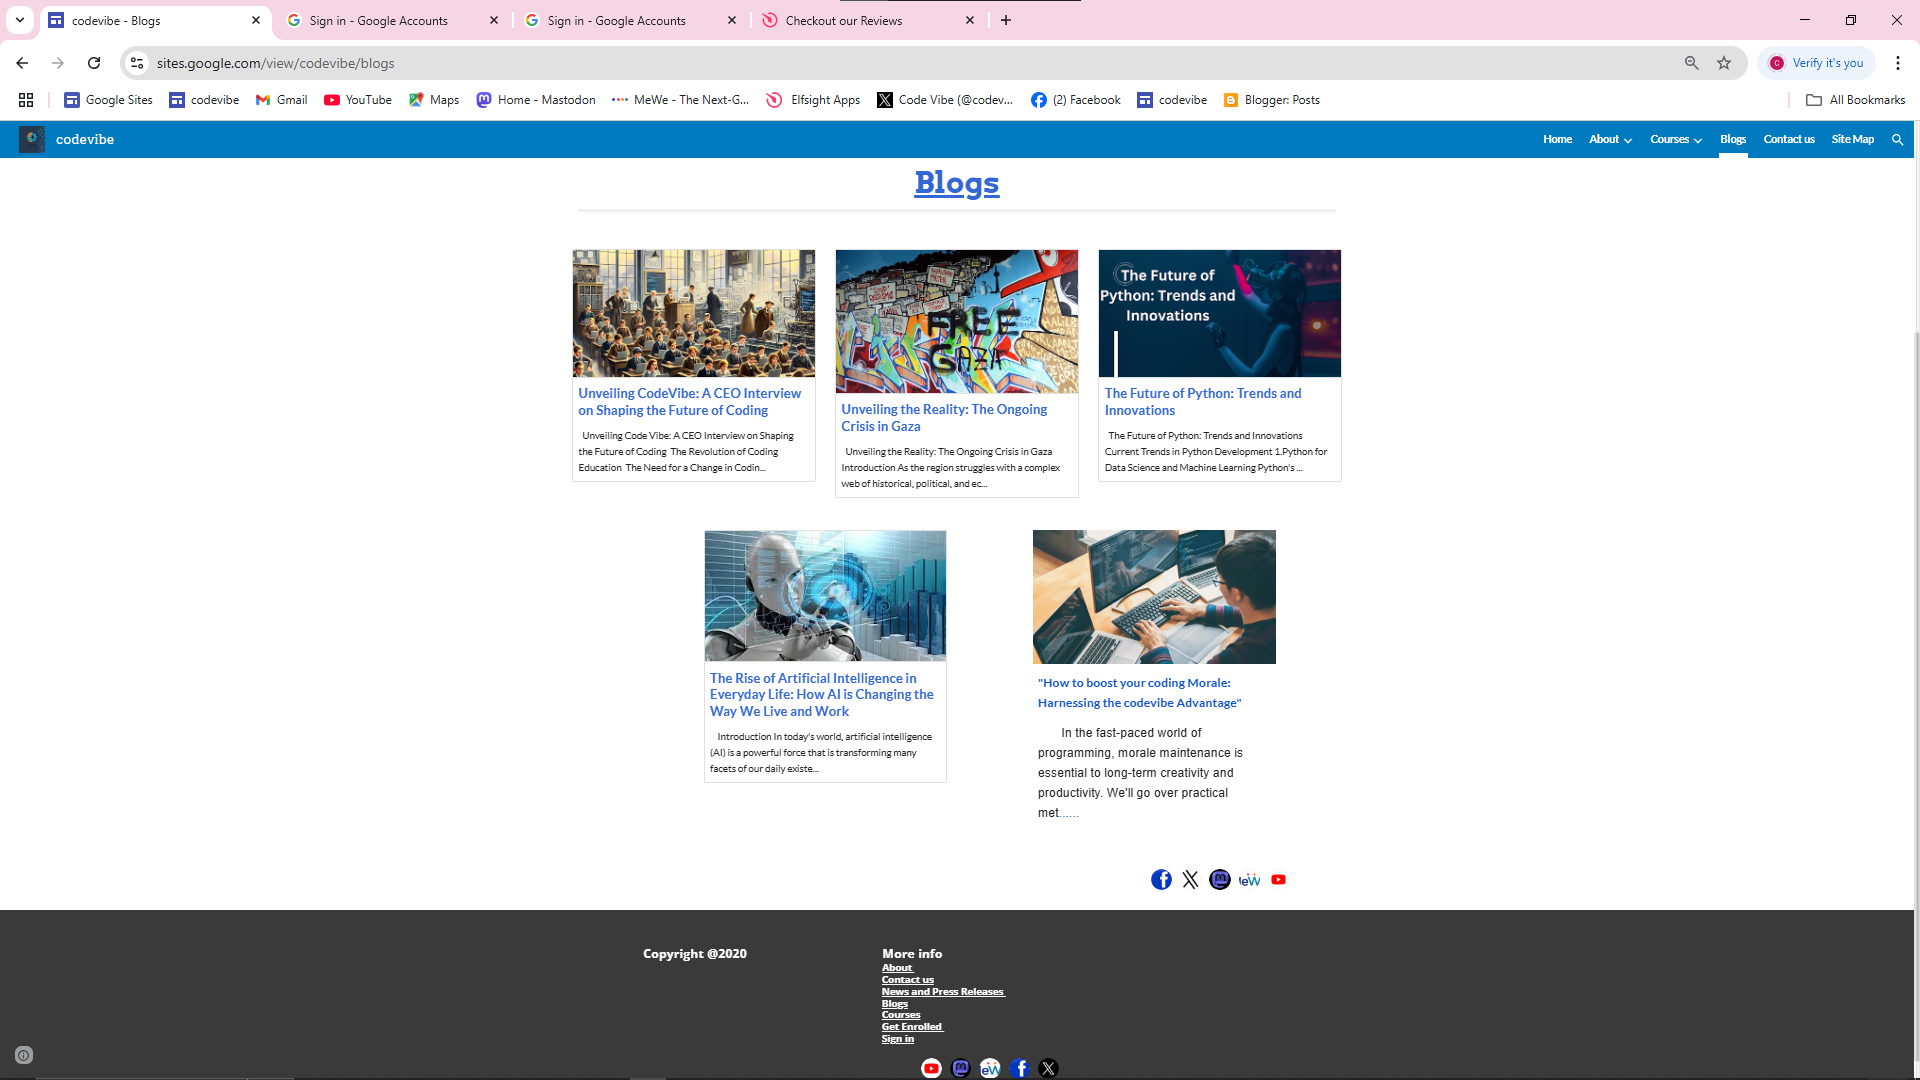 codevibe - Blogs
Sign in - Google Accounts
Sign in - Google Accounts
Checkout our Reviews
sites.google.com/view/codevibe/blogs
Verify it's you
Google Sites
codevibe
Gmail
YouTube
Maps
Home - Mastodon
MeWe - The Next-G...
Elfsight Apps
Code Vibe (@codev...
(2) Facebook
codevibe
Blogger: Posts
All Bookmarks
codevibe
Home
About
Courses
Blogs
Contact us
Site Map
Blogs
Unveiling CodeVibe: A CEO Interview
on Shaping the Future of Coding
Unveiling Code Vibe: A CEO Interview on Shaping
the Future of Coding The Revolution of Coding
Education The Need for a Change in Codin...
FREE
GAZA
Unveiling the Reality: The Ongoing
Crisis in Gaza
Unveiling the Reality: The Ongoing Crisis in Gaza
Introduction As the region struggles with a complex
web of historical, political, and ec...
The Future of
Python: Trends and
Innovations
The Future of Python: Trends and
Innovations
The Future of Python: Trends and Innovations
Current Trends in Python Development 1.Python for
Data Science and Machine Learning Python's ...
The Rise of Artificial Intelligence in
Everyday Life: How AI is Changing the
Way We Live and Work
Introduction In today's world, artificial intelligence
(AI) is a powerful force that is transforming many
facets of our daily existe...
"How to boost your coding Morale:
Harnessing the codevibe Advantage"
In the fast-paced world of
programming, morale maintenance is
essential to long-term creativity and
productivity. We'll go over practical
met......
Copyright @2020
More info
About
Contact us
News and Press Releases
Blogs
Courses
Get Enrolled
Sign in